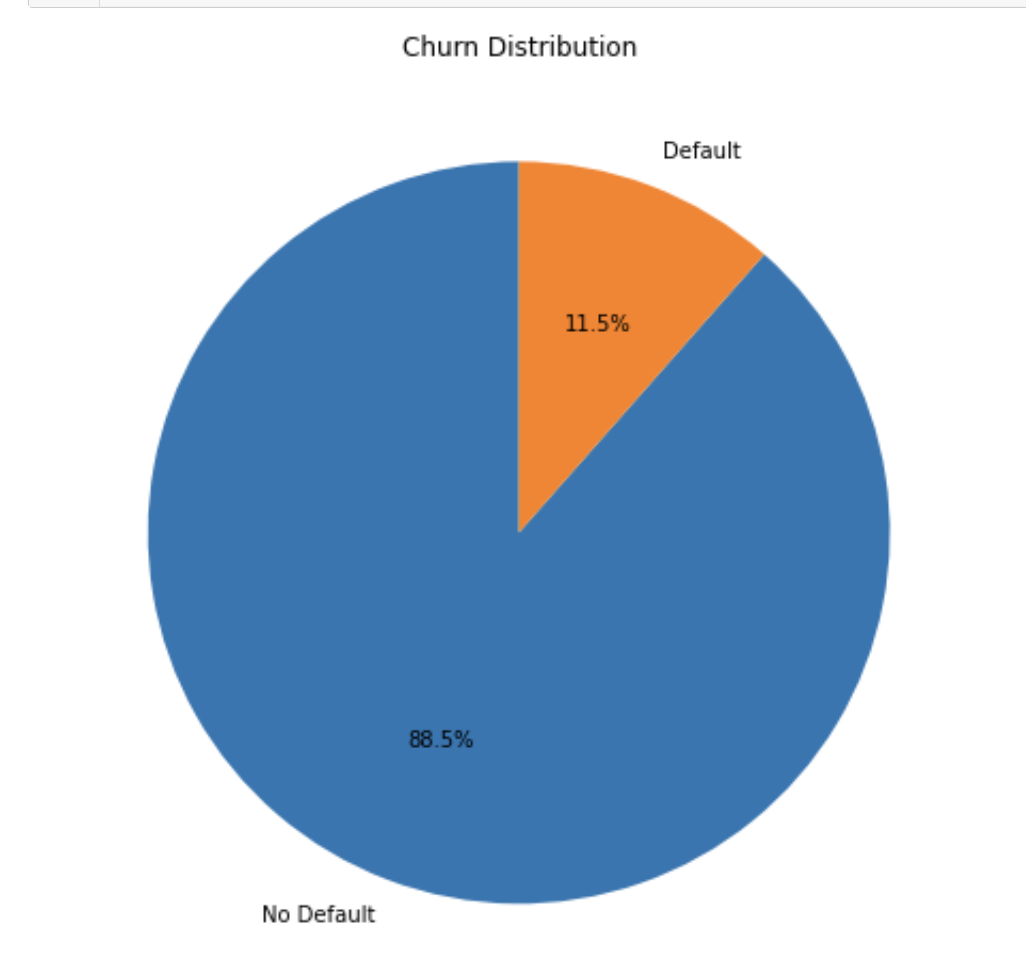 Churn Distribution
Default
11.5%
88.5%
No Default